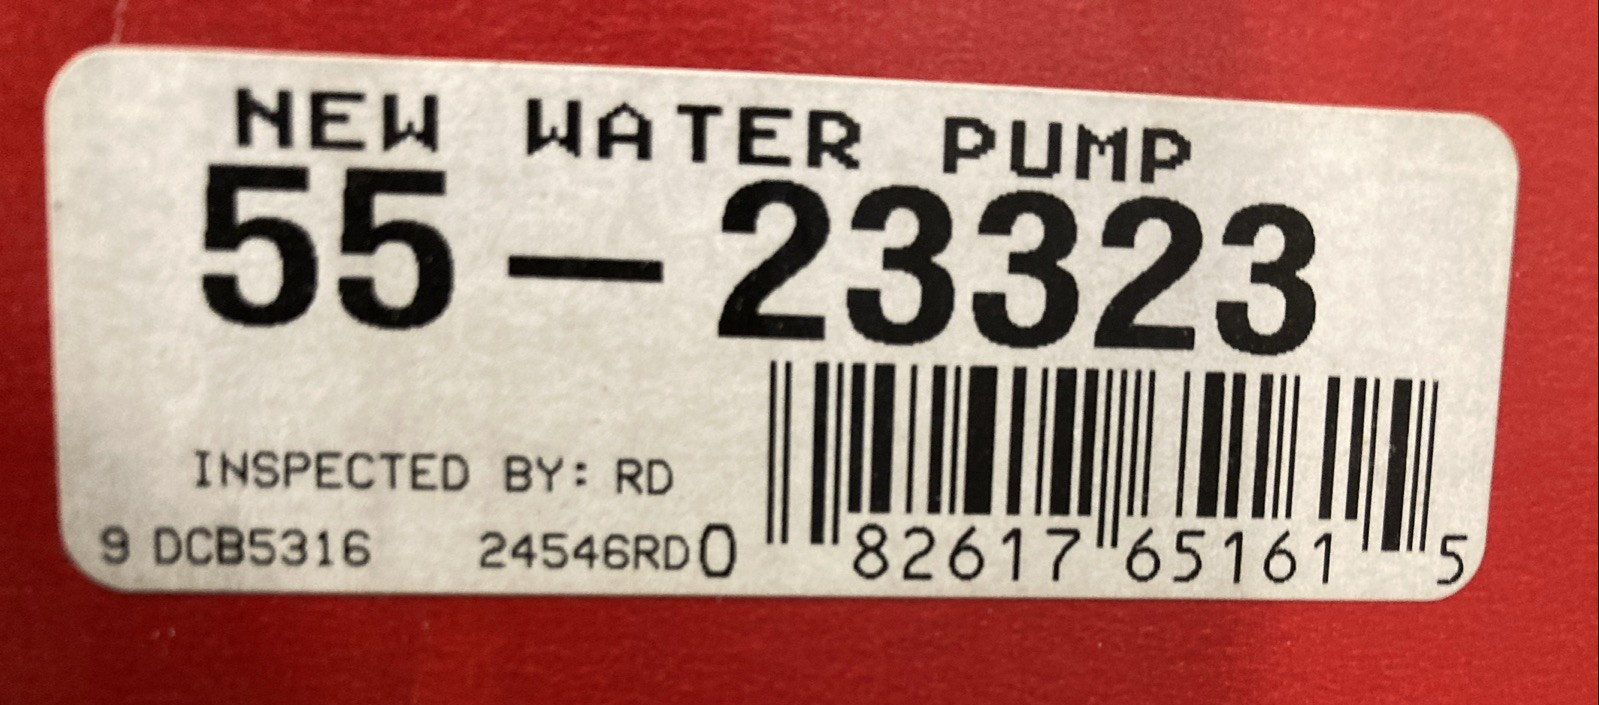 NEW WATER PUMP
55-23323
INSPECTED BY: RD
9 DCB5316 24546RD
0 82617 65161 5